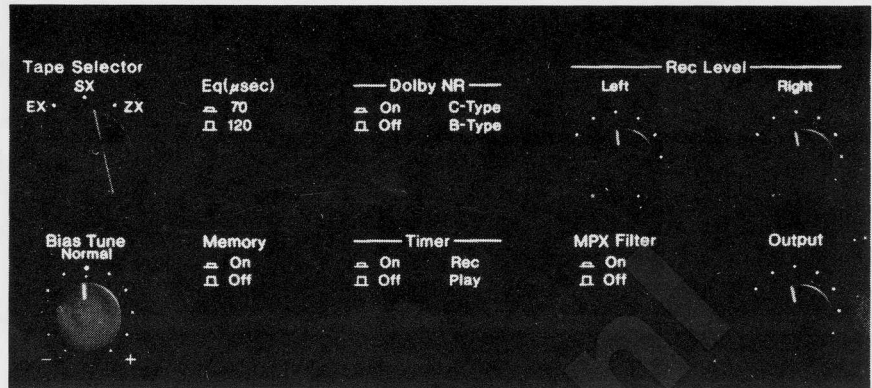 Tape Selector
SX
EX ZX
Eq(μsec)
70
120
Dolby NR
On C-Type
Off B-Type
Rec Level
Left Right
Bias Tune
Normal
− +
Memory
On
Off
Timer
On Rec
Off Play
MPX Filter
On
Off
Output